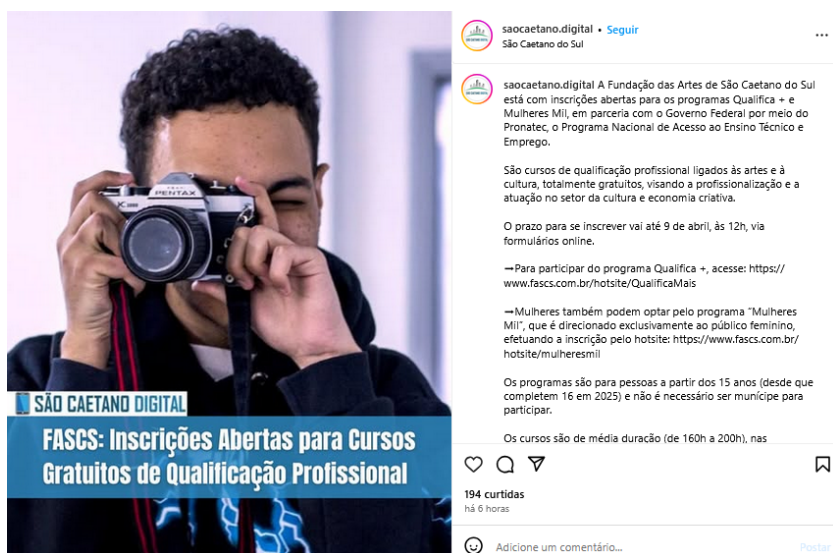 PENTAX
K1000
SÃO CAETANO DIGITAL
FASCS: Inscrições Abertas para Cursos
Gratuitos de Qualificação Profissional
saocaetano.digital • Seguir
São Caetano do Sul
saocaetano.digital A Fundação das Artes de São Caetano do Sul
está com inscrições abertas para os programas Qualifica + e
Mulheres Mil, em parceria com o Governo Federal por meio do
Pronatec, o Programa Nacional de Acesso ao Ensino Técnico e
Emprego.
São cursos de qualificação profissional ligados às artes e à
cultura, totalmente gratuitos, visando a profissionalização e a
atuação no setor da cultura e economia criativa.
O prazo para se inscrever vai até 9 de abril, às 12h, via
formulários online.
→Para participar do programa Qualifica +, acesse: https://
www.fascs.com.br/hotsite/QualificaMais
→Mulheres também podem optar pelo programa "Mulheres
Mil", que é direcionado exclusivamente ao público feminino,
efetuando a inscrição pelo hotsite: https://www.fascs.com.br/
hotsite/mulheresmil
Os programas são para pessoas a partir dos 15 anos (desde que
completem 16 em 2025) e não é necessário ser munícipe para
participar.
Os cursos são de média duração (de 160h a 200h), nas
194 curtidas
há 6 horas
Adicione um comentário...
Postar